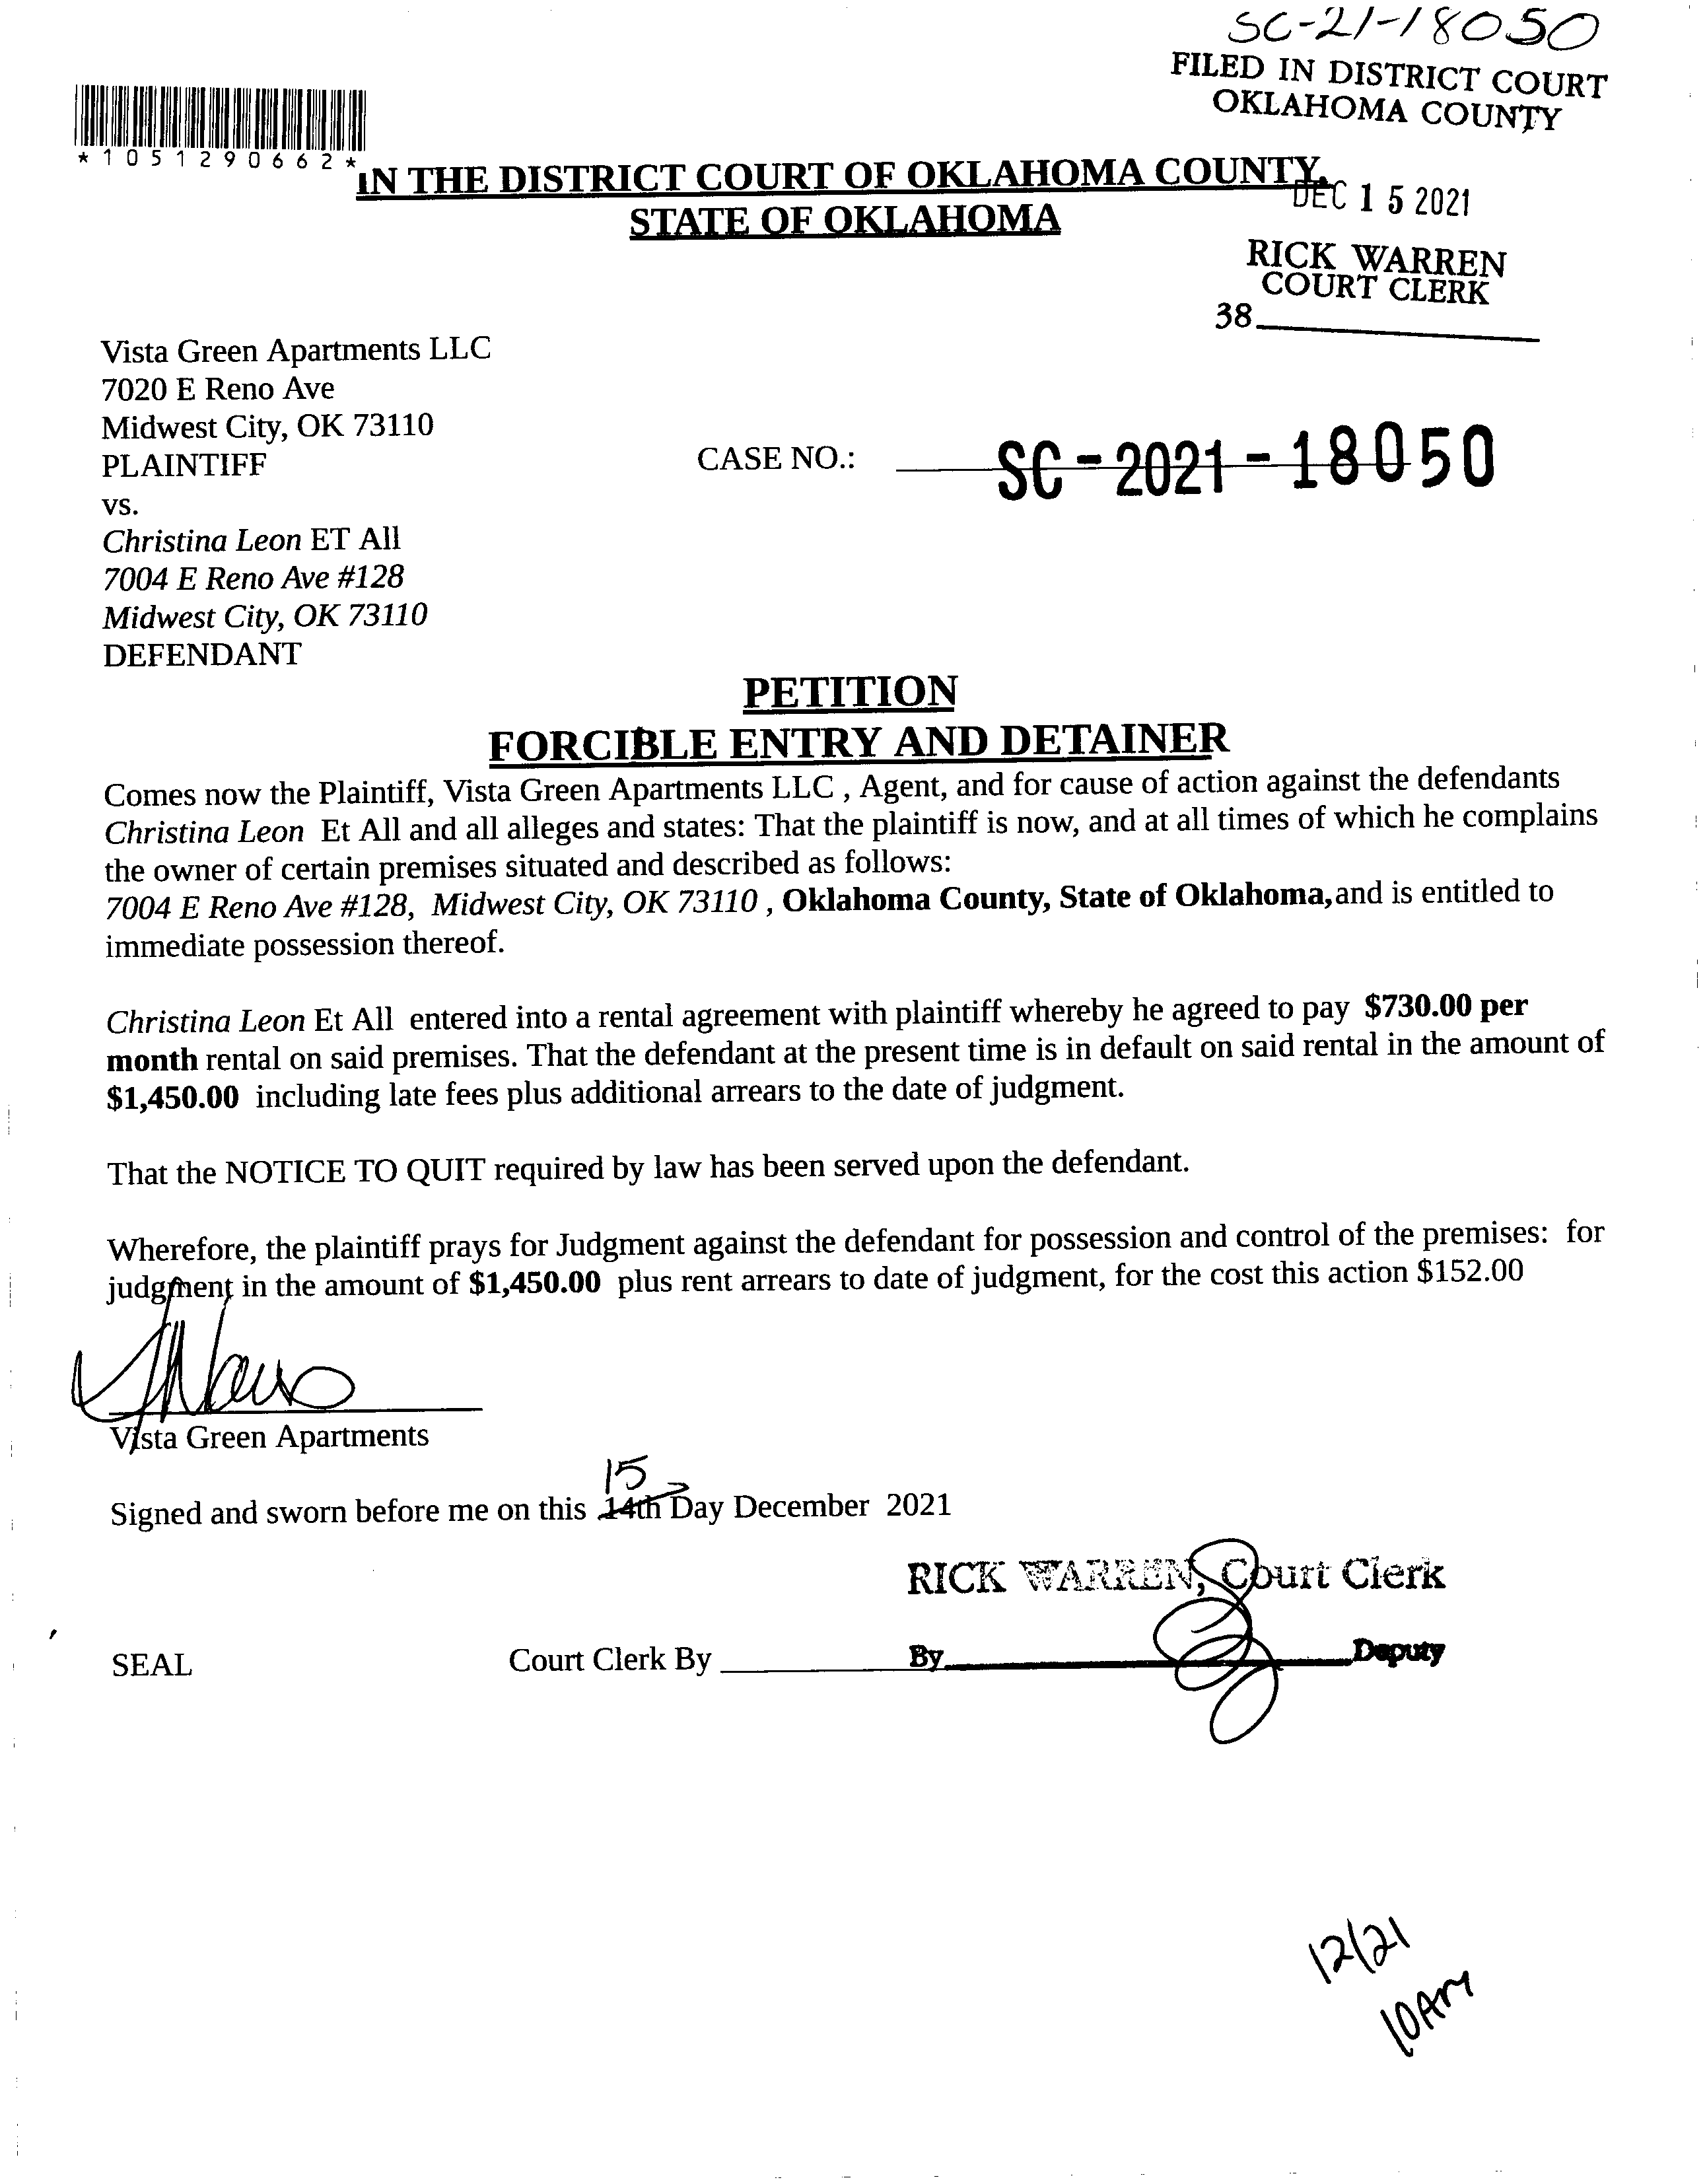 SC-21-18050
FILED IN DISTRICT COURT
OKLAHOMA COUNTY
*1051290662*
IN THE DISTRICT COURT OF OKLAHOMA COUNTY,
STATE OF OKLAHOMA
DEC 15 2021
RICK WARREN
COURT CLERK
38
Vista Green Apartments LLC
7020 E Reno Ave
Midwest City, OK 73110
PLAINTIFF
CASE NO.: SC-2021-18050
vs.
Christina Leon ET All
7004 E Reno Ave #128
Midwest City, OK 73110
DEFENDANT
PETITION
FORCIBLE ENTRY AND DETAINER
Comes now the Plaintiff, Vista Green Apartments LLC , Agent, and for cause of action against the defendants
Christina Leon Et All and all alleges and states: That the plaintiff is now, and at all times of which he complains
the owner of certain premises situated and described as follows:
7004 E Reno Ave #128, Midwest City, OK 73110 , Oklahoma County, State of Oklahoma,and is entitled to
immediate possession thereof.
Christina Leon Et All entered into a rental agreement with plaintiff whereby he agreed to pay $730.00 per
month rental on said premises. That the defendant at the present time is in default on said rental in the amount of
$1,450.00 including late fees plus additional arrears to the date of judgment.
That the NOTICE TO QUIT required by law has been served upon the defendant.
Wherefore, the plaintiff prays for Judgment against the defendant for possession and control of the premises: for
judgment in the amount of $1,450.00 plus rent arrears to date of judgment, for the cost this action $152.00
Vista Green Apartments
15
Signed and sworn before me on this 14th Day December 2021
RICK WARREN, Court Clerk
SEAL Court Clerk By By Deputy
12/21
10AM